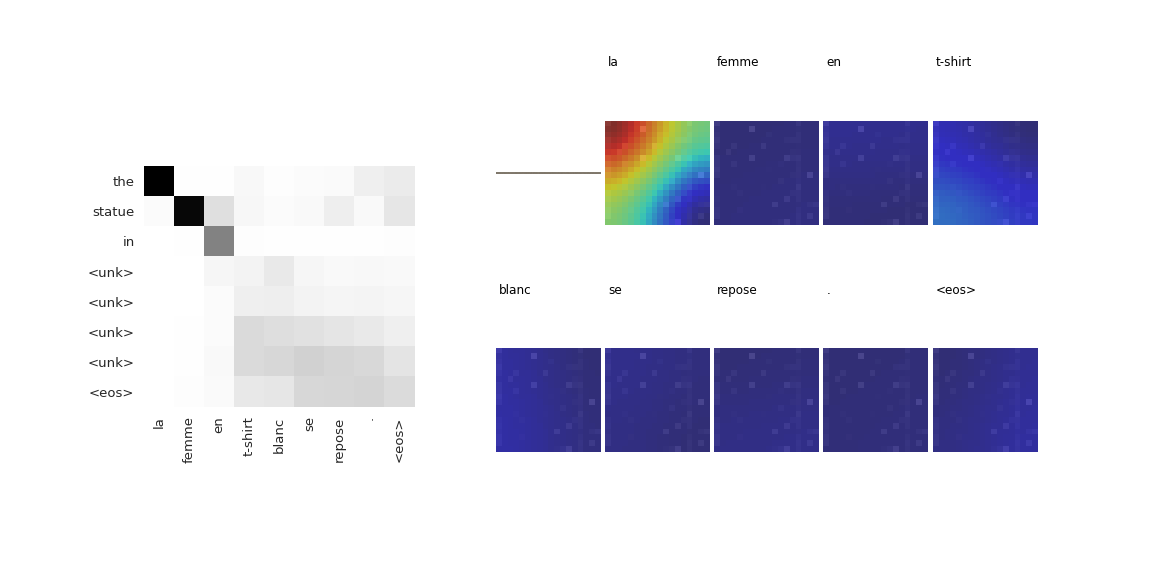 la femme en t-shirt
the
statue
in
<unk>
<unk>
<unk>
<unk>
<eos>
la femme en t-shirt blanc se repose . <eos>
blanc se repose . <eos>